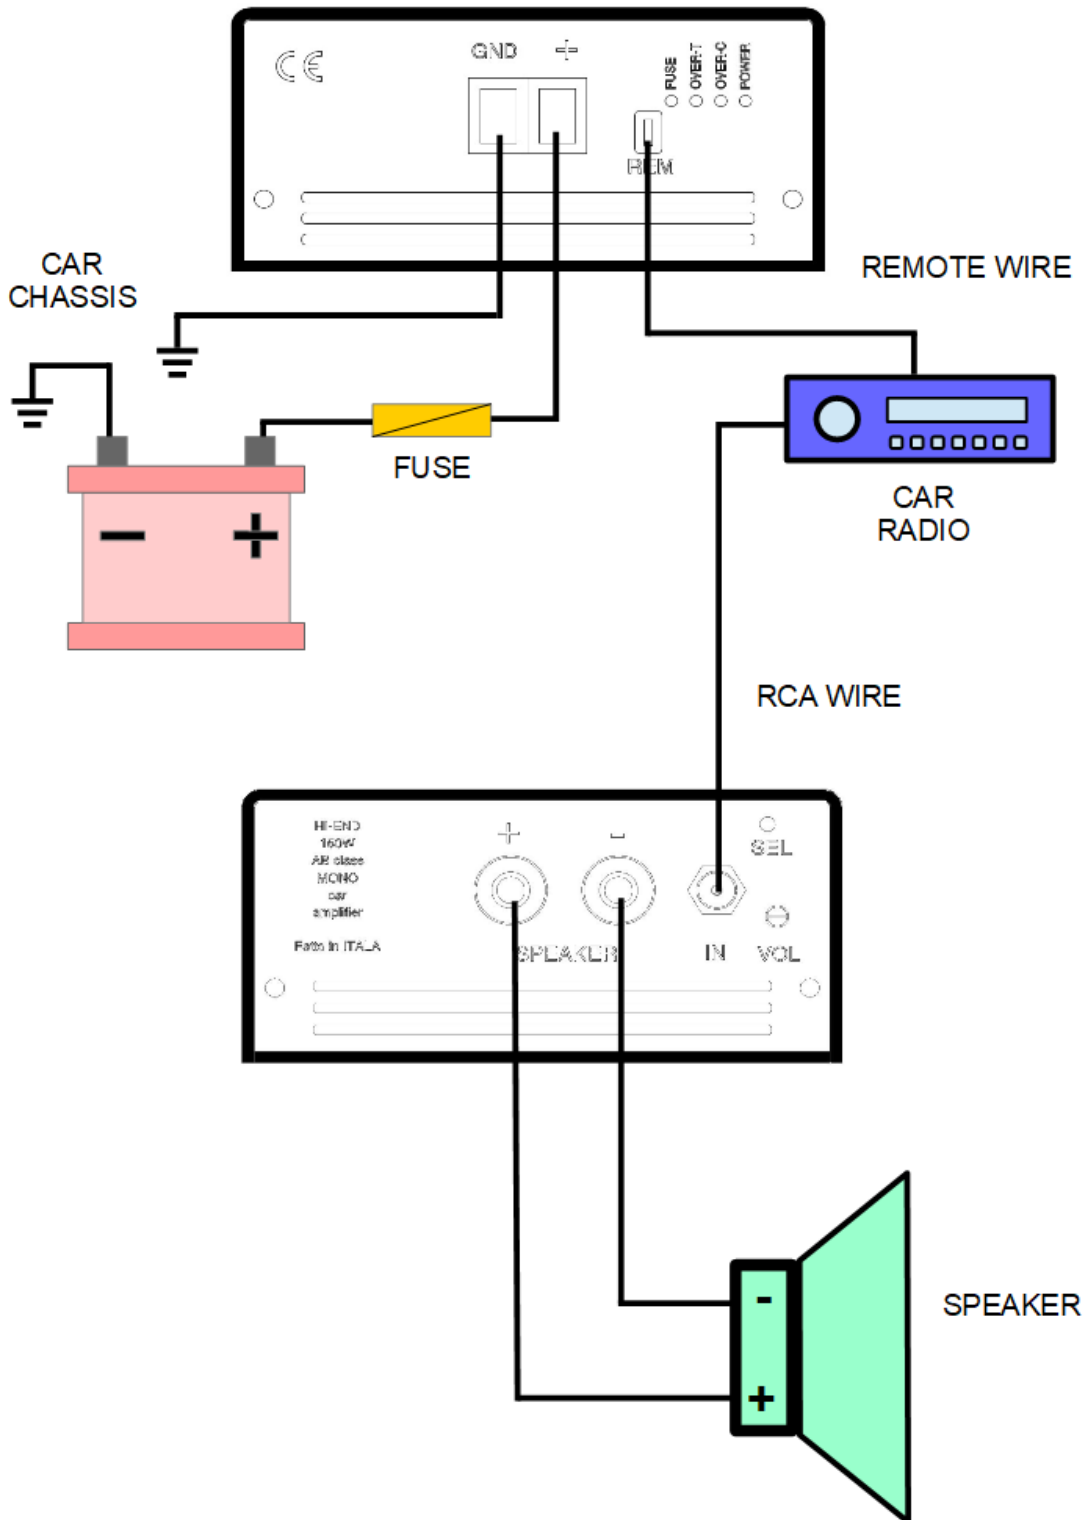 CE
GND +
FUSE
OVER-T
OVER-C
POWER
REM
CAR
CHASSIS
REMOTE WIRE
FUSE
- +
CAR
RADIO
RCA WIRE
HI-END
160W
AB class
MONO
car
amplifier
Fatto in ITALA
+ -
SPEAKER
IN
SEL
VOL
-
SPEAKER
+